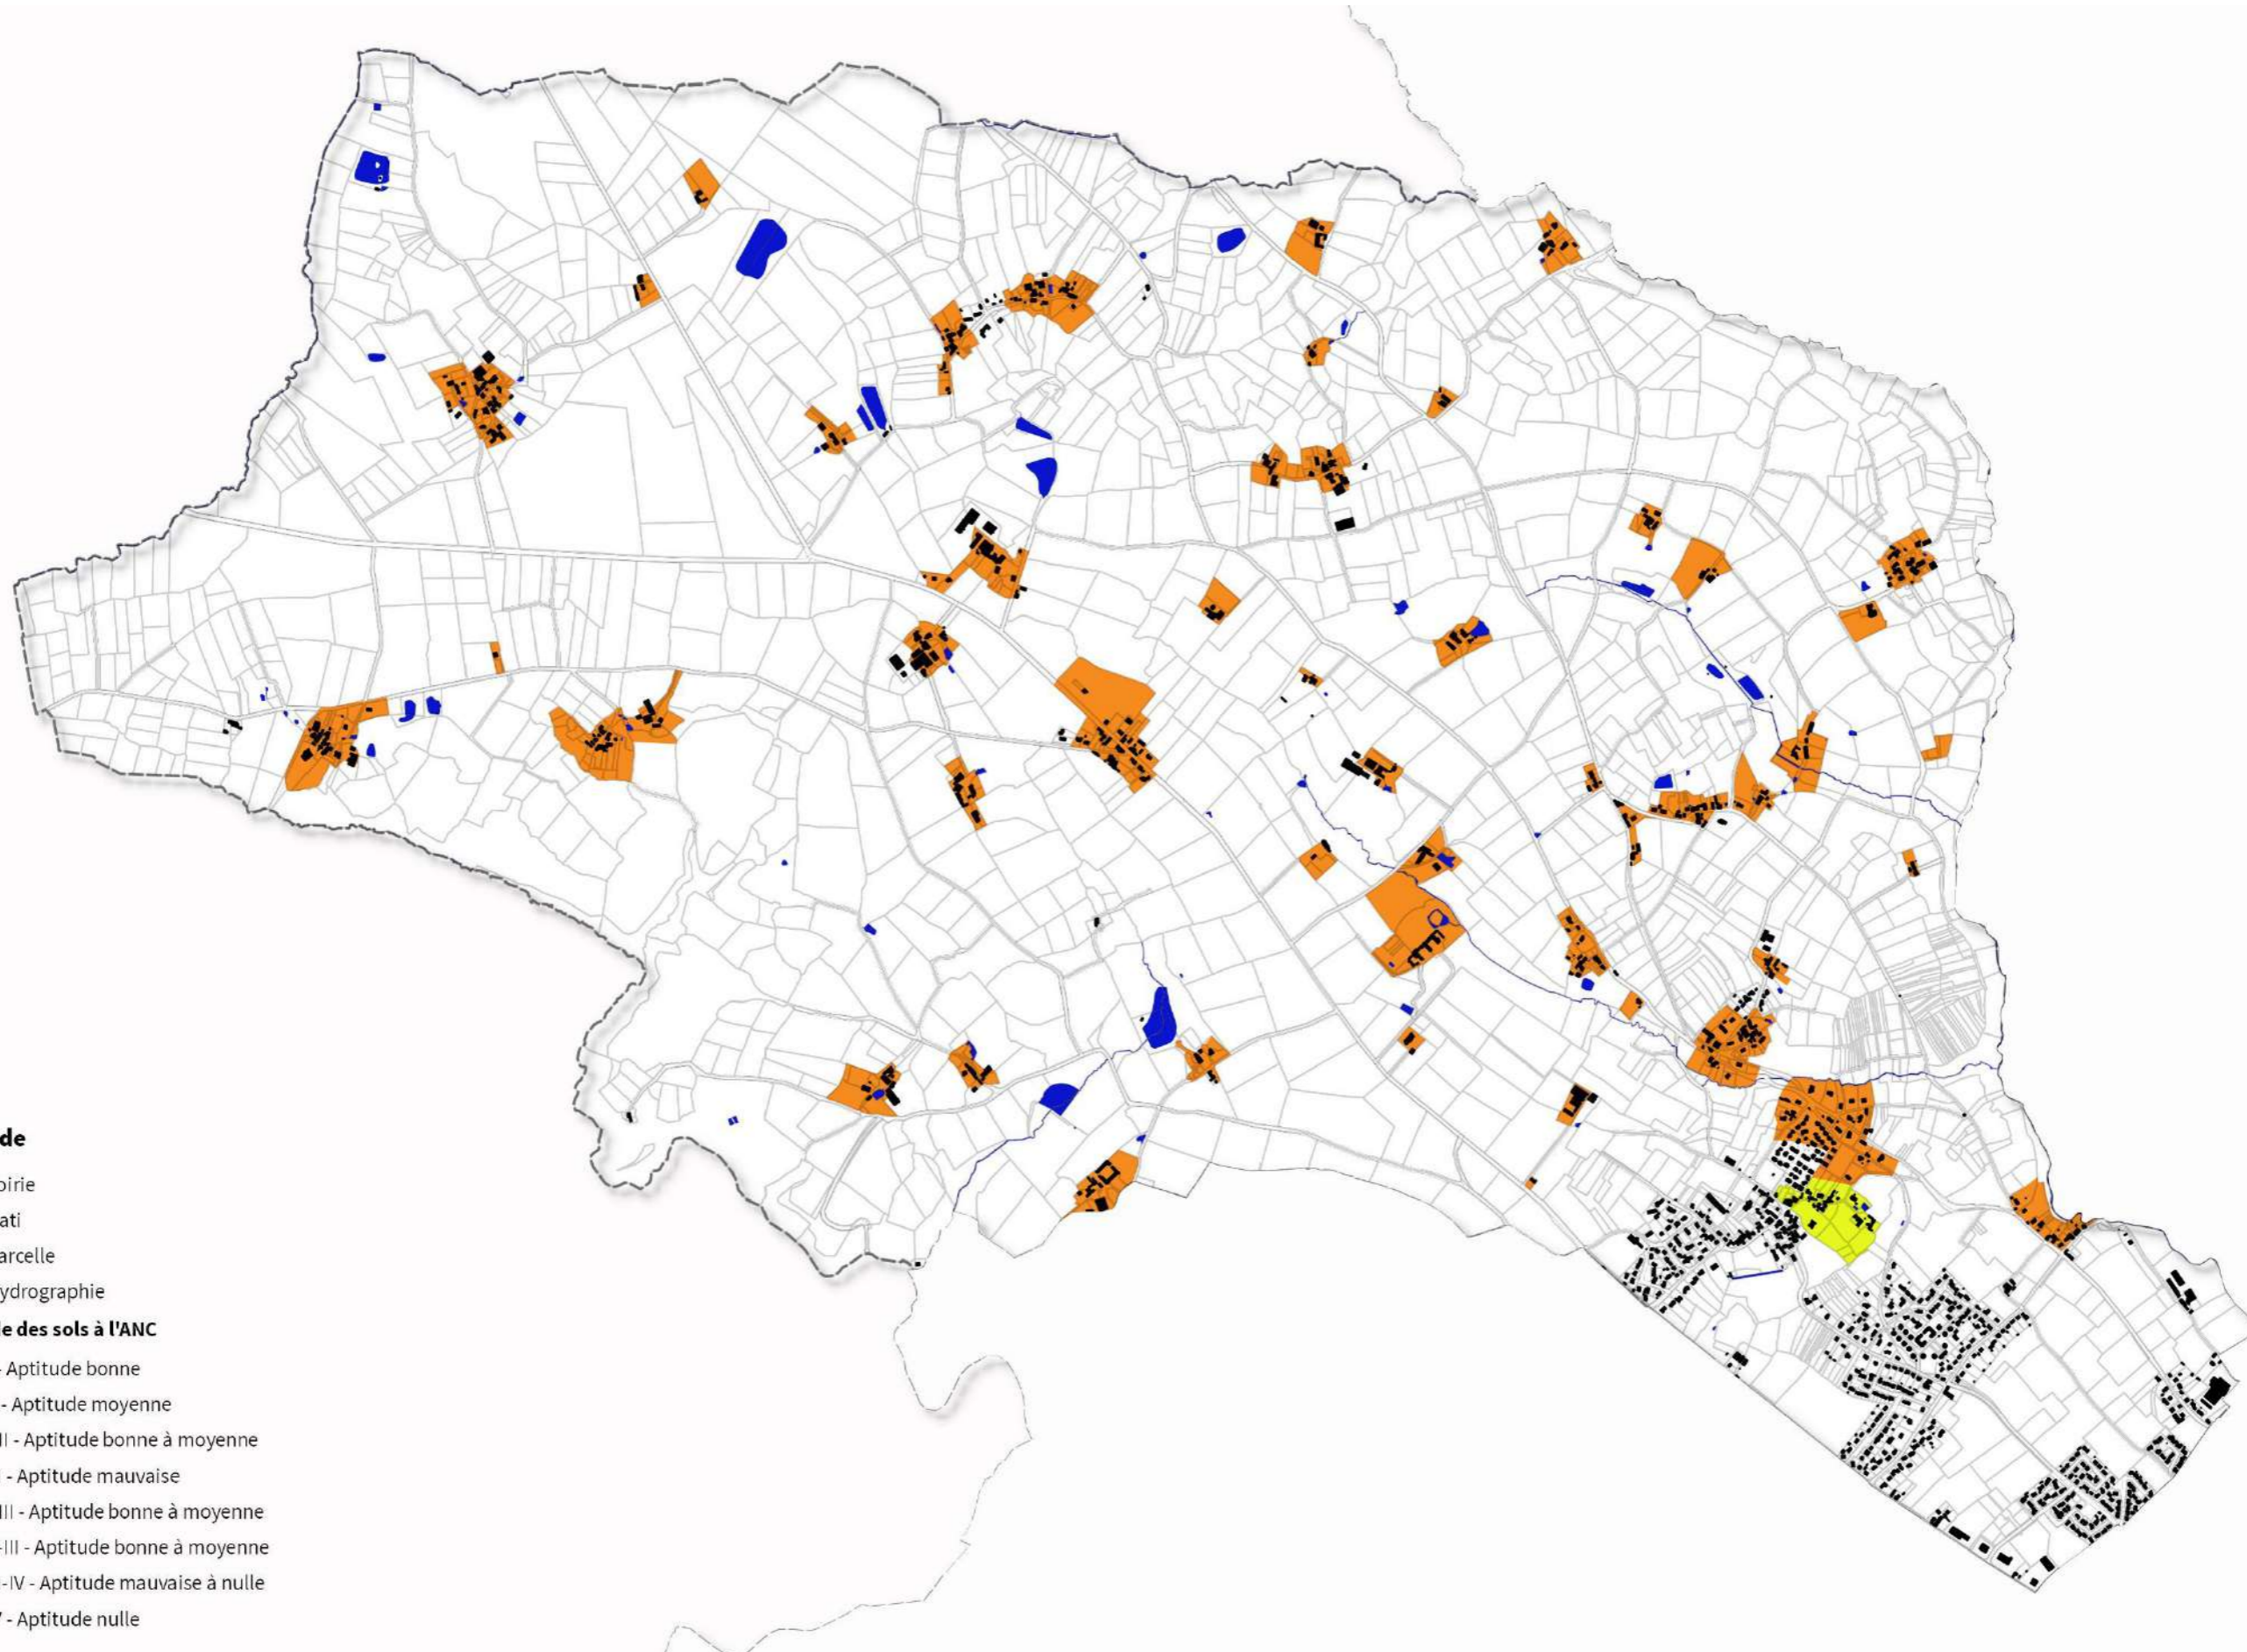 de
oirie
ati
arcelle
ydrographie
le des sols à l'ANC
- Aptitude bonne
- Aptitude moyenne
II - Aptitude bonne à moyenne
- Aptitude mauvaise
III - Aptitude bonne à moyenne
-III - Aptitude bonne à moyenne
I-IV - Aptitude mauvaise à nulle
- Aptitude nulle